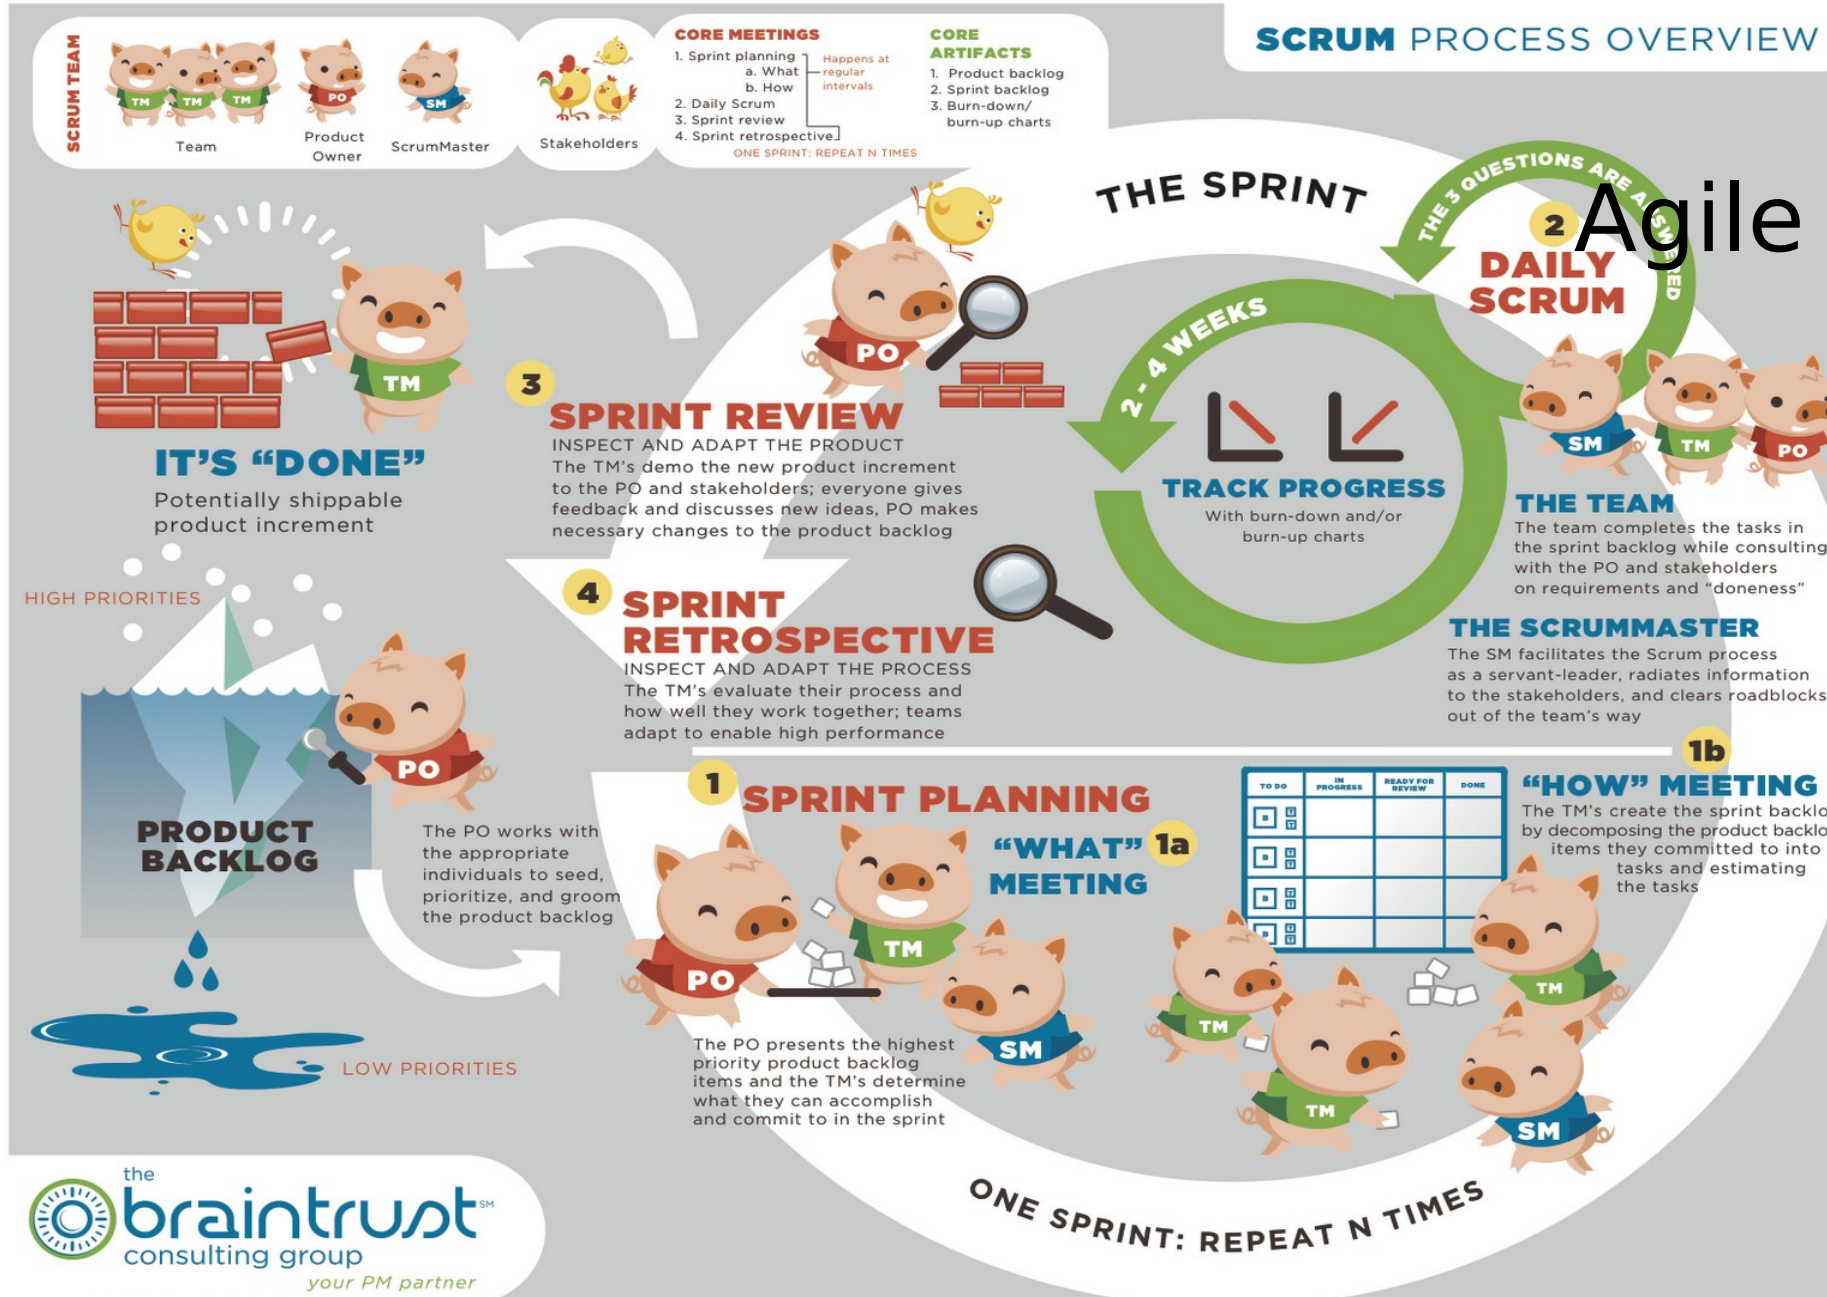 SCRUM PROCESS OVERVIEW
SCRUM TEAM
TM
TM
TM
Team
PO
Product
Owner
SM
ScrumMaster
Stakeholders
CORE MEETINGS
1. Sprint planning
a. What
b. How
2. Daily Scrum
3. Sprint review
4. Sprint retrospective
Happens at
regular
intervals
ONE SPRINT: REPEAT N TIMES
CORE
ARTIFACTS
1. Product backlog
2. Sprint backlog
3. Burn-down/
burn-up charts
THE SPRINT
THE 3 QUESTIONS ARE ANSWERED
Agile
2
DAILY
SCRUM
SM
TM
PO
2 - 4 WEEKS
TRACK PROGRESS
With burn-down and/or
burn-up charts
THE TEAM
The team completes the tasks in
the sprint backlog while consulting
with the PO and stakeholders
on requirements and "doneness"
THE SCRUMMASTER
The SM facilitates the Scrum process
as a servant-leader, radiates information
to the stakeholders, and clears roadblocks
out of the team's way
TM
IT'S “DONE”
Potentially shippable
product increment
PO
3
SPRINT REVIEW
INSPECT AND ADAPT THE PRODUCT
The TM's demo the new product increment
to the PO and stakeholders; everyone gives
feedback and discusses new ideas, PO makes
necessary changes to the product backlog
4
SPRINT
RETROSPECTIVE
INSPECT AND ADAPT THE PROCESS
The TM's evaluate their process and
how well they work together; teams
adapt to enable high performance
HIGH PRIORITIES
PO
PRODUCT
BACKLOG
The PO works with
the appropriate
individuals to seed,
prioritize, and groom
the product backlog
LOW PRIORITIES
1
SPRINT PLANNING
“WHAT” 1a
MEETING
PO
TM
SM
The PO presents the highest
priority product backlog
items and the TM's determine
what they can accomplish
and commit to in the sprint
TO DO
IN
PROGRESS
READY FOR
REVIEW
DONE
1b
“HOW” MEETING
The TM's create the sprint backlo
by decomposing the product backlo
items they committed to into
tasks and estimating
the tasks
TM
TM
TM
SM
ONE SPRINT: REPEAT N TIMES
the
braintrust SM
consulting group
your PM partner